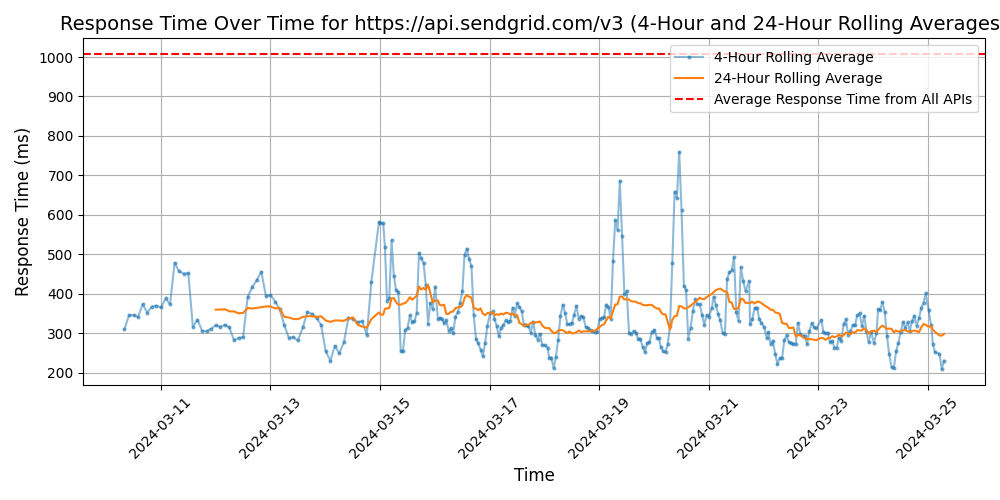 Response Time Over Time for https://api.sendgrid.com/v3 (4-Hour and 24-Hour Rolling Averages
4-Hour Rolling Average
24-Hour Rolling Average
Average Response Time from All APIs
Response Time (ms)
1000
900
800
700
600
500
400
300
200
2024-03-11
2024-03-13
2024-03-15
2024-03-17
2024-03-19
2024-03-21
2024-03-23
2024-03-25
Time